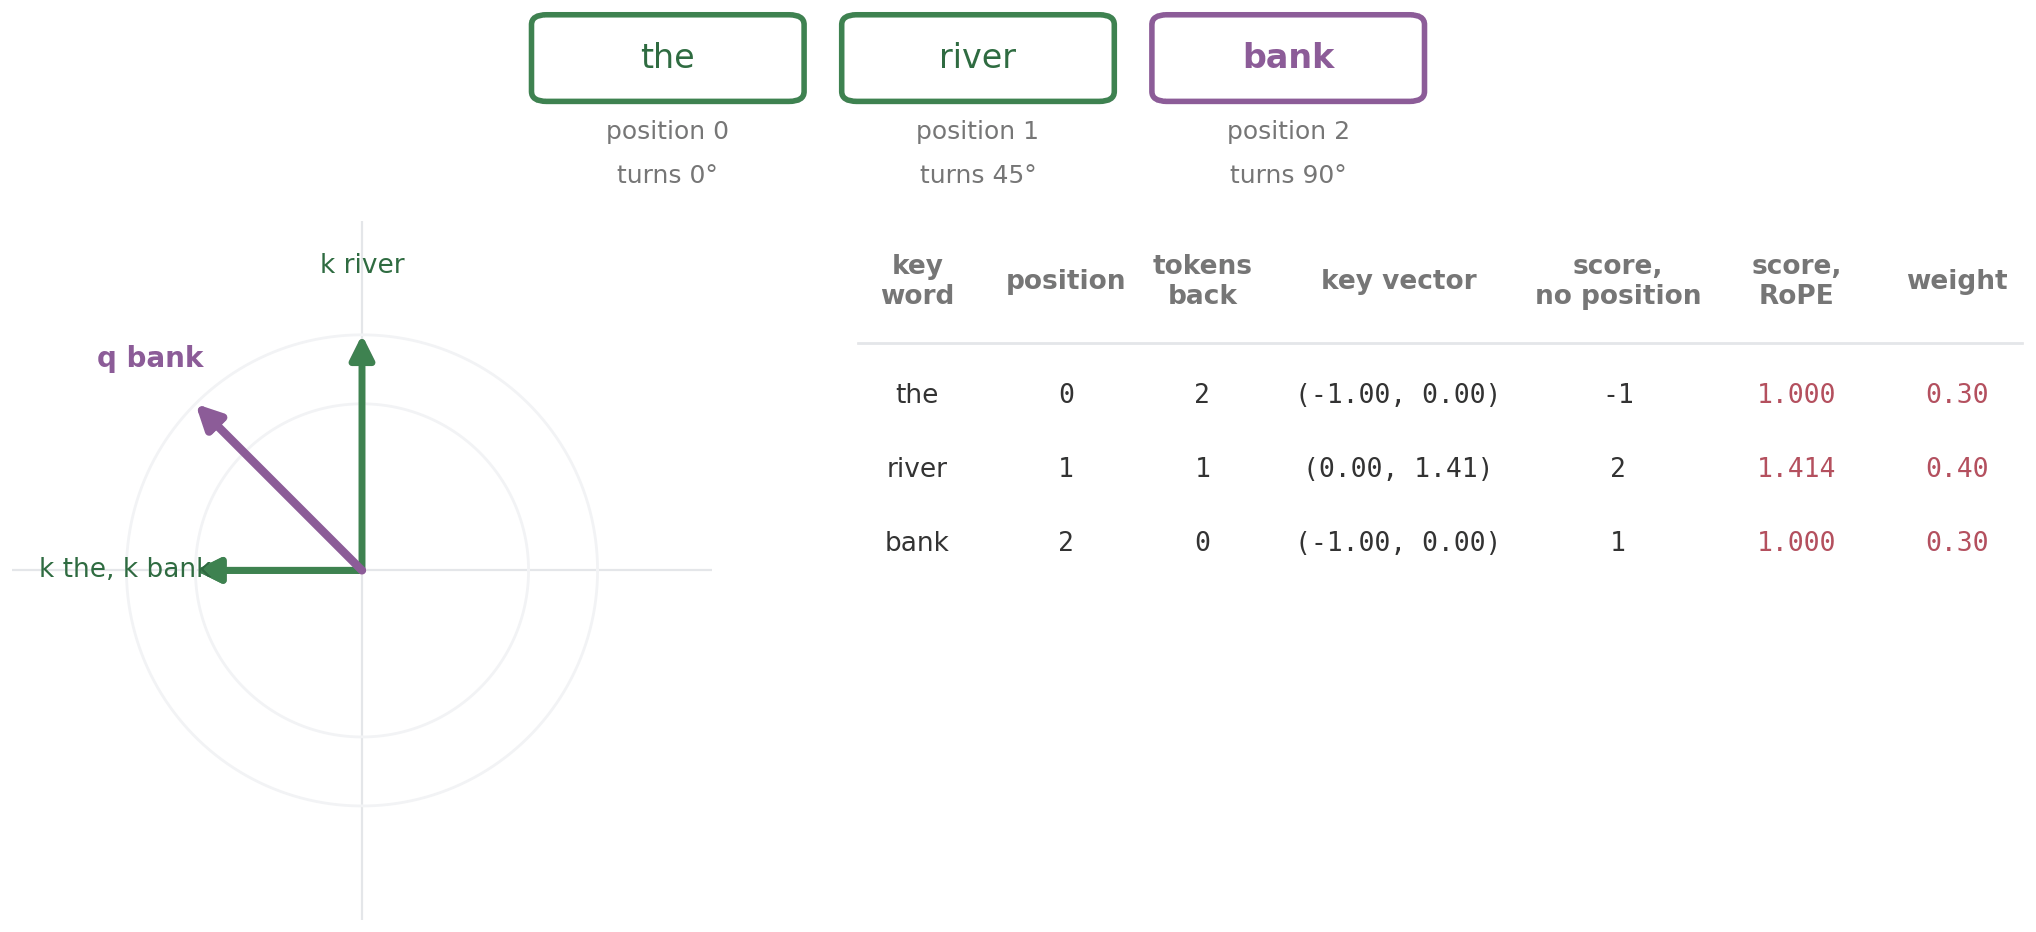 the river bank
position 0 position 1 position 2
turns 0° turns 45° turns 90°
k river
q bank
k the, k bank
key word position tokens back key vector score, no position score, RoPE weight
the 0 2 (-1.00, 0.00) -1 1.000 0.30
river 1 1 (0.00, 1.41) 2 1.414 0.40
bank 2 0 (-1.00, 0.00) 1 1.000 0.30